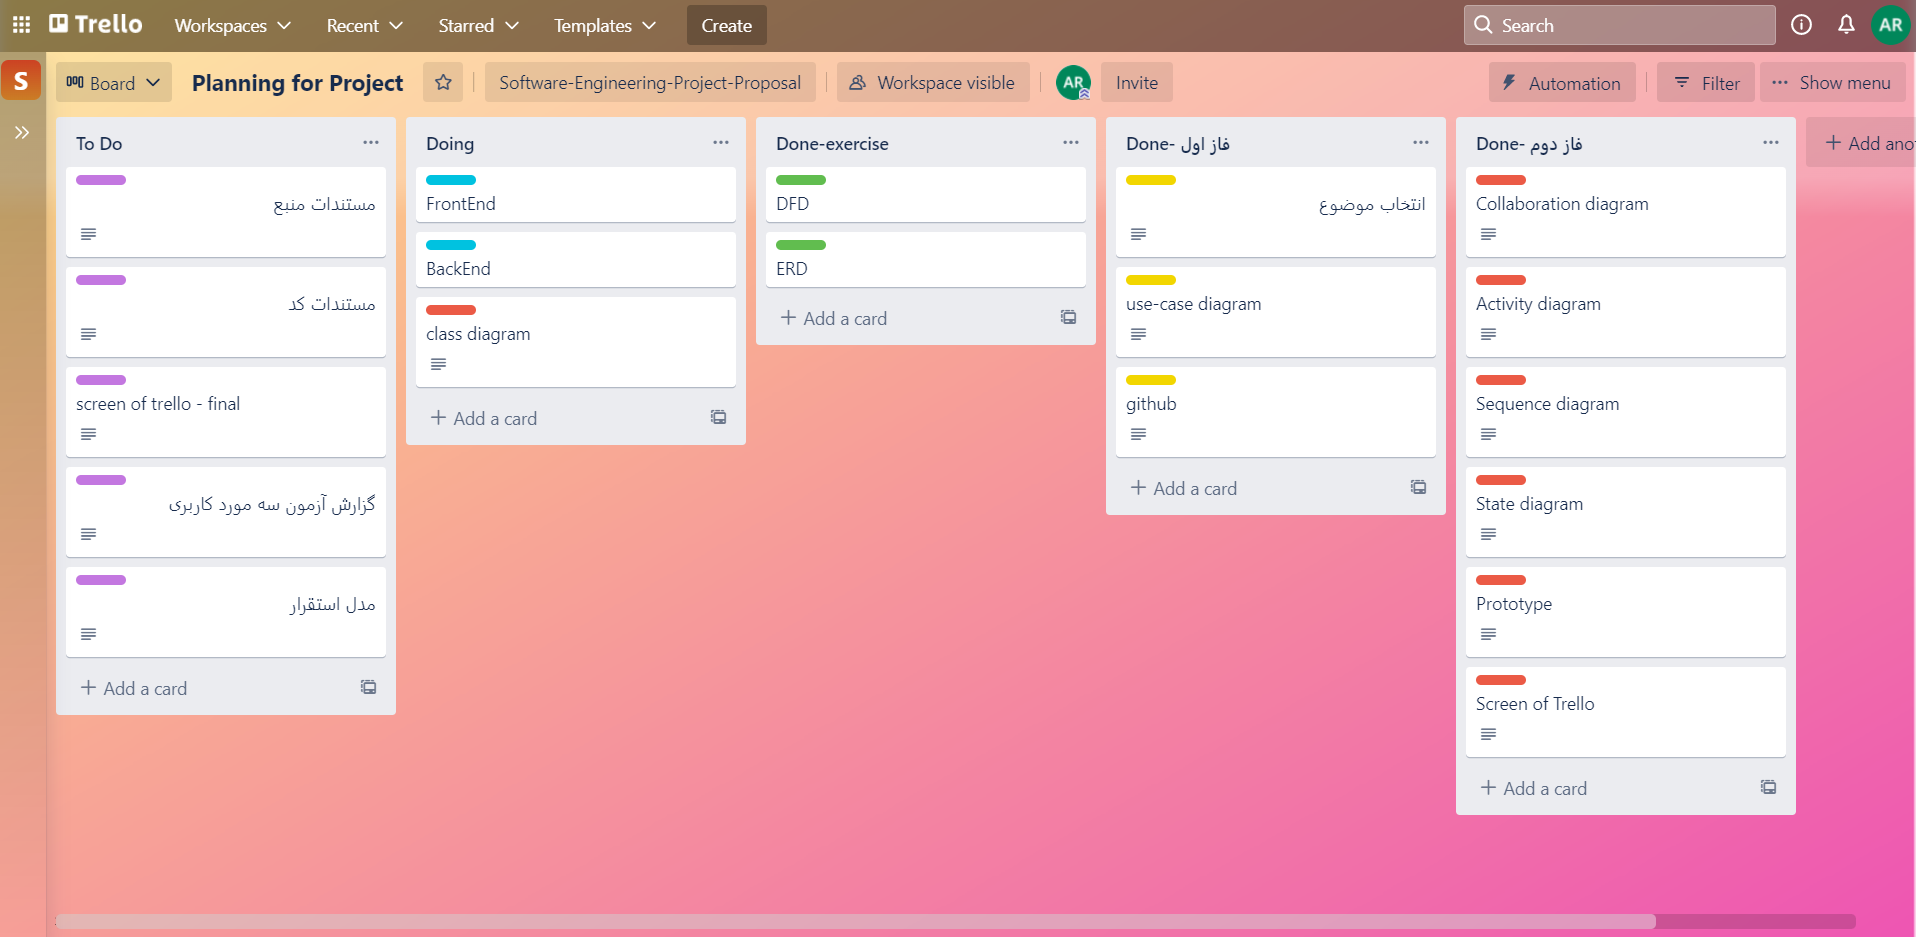 Trello Workspaces Recent Starred Templates Create Search AR
S Board Planning for Project Software-Engineering-Project-Proposal Workspace visible AR Invite Automation Filter Show menu
To Do
مستندات منبع
مستندات کد
screen of trello - final
گزارش آزمون سه مورد کاربری
مدل استقرار
+ Add a card
Doing
FrontEnd
BackEnd
class diagram
+ Add a card
Done-exercise
DFD
ERD
+ Add a card
Done- فاز اول
انتخاب موضوع
use-case diagram
github
+ Add a card
Done- فاز دوم
Collaboration diagram
Activity diagram
Sequence diagram
State diagram
Prototype
Screen of Trello
+ Add a card
+ Add